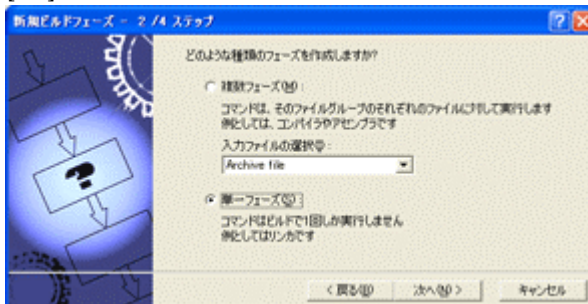 新規ビルドフェーズ - 2/4 ステップ
どのような種類のフェーズを作成しますか?
複数フェーズ(M) :
コマンドは、そのファイルグループのそれぞれのファイルに対して実行します
例としては、コンパイラやアセンブラです
入力ファイルの選択(I):
Archive file
単一フェーズ(S) :
コマンドはビルドで1回しか実行しません
例としてはリンカです
?
< 戻る(B)
次へ(N) >
キャンセル